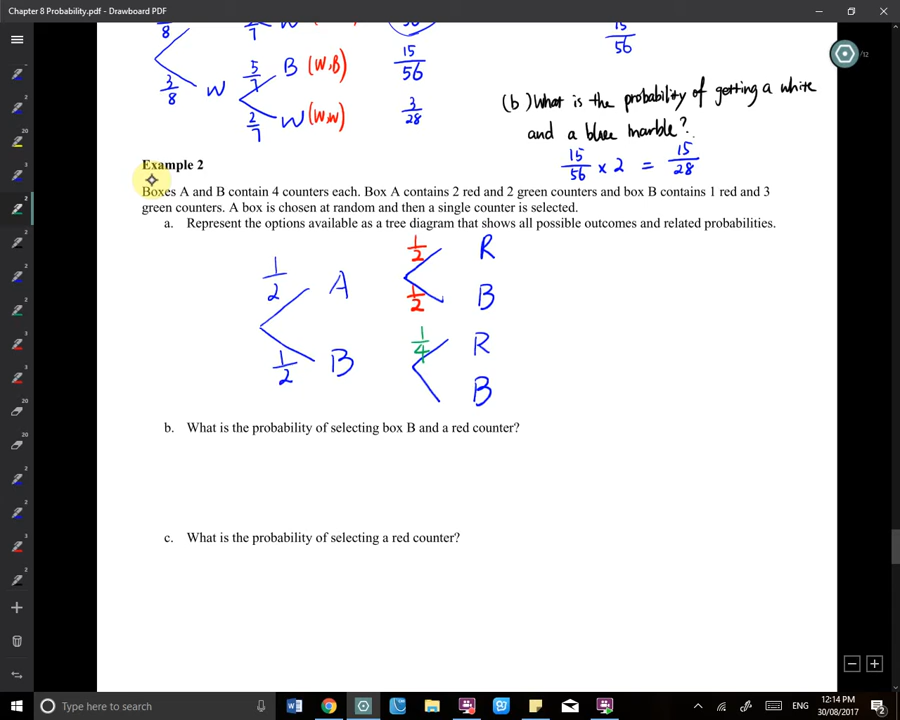 Chapter 8 Probability.pdf - Drawboard PDF
3/8
2/7
15/56
15/56
/12
5/7 B (W,B)
3/8 W
2/7 W (W,W) 3/28
(b) What is the probability of getting a white
and a blue marble?
15/56 × 2 = 15/28
Example 2
Boxes A and B contain 4 counters each. Box A contains 2 red and 2 green counters and box B contains 1 red and 3
green counters. A box is chosen at random and then a single counter is selected.
a. Represent the options available as a tree diagram that shows all possible outcomes and related probabilities.
1/2 R
1/2 A
1/2 B
1/4 R
1/2 B
B
b. What is the probability of selecting box B and a red counter?
c. What is the probability of selecting a red counter?
Type here to search
ENG
12:14 PM
30/08/2017
2